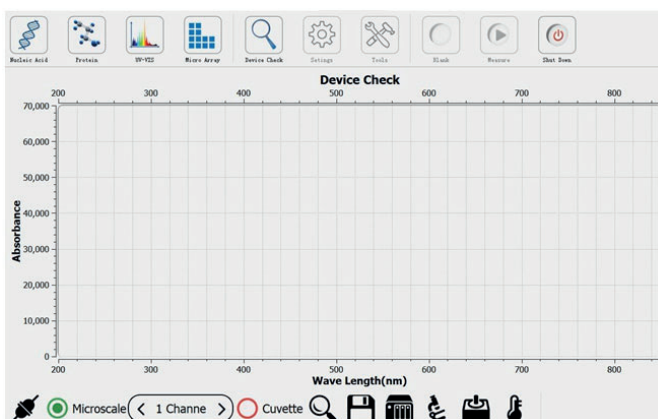 Nucleic Acid Protein UV-VIS Micro Array Device Check Setings Tools Blank Measure Shut Down
Device Check
200 300 400 500 600 700 800
70,000
60,000
50,000
40,000
30,000
20,000
10,000
0
Absorbance
200 300 400 500 600 700 800
Wave Length(nm)
Microscale 1 Channe Cuvette